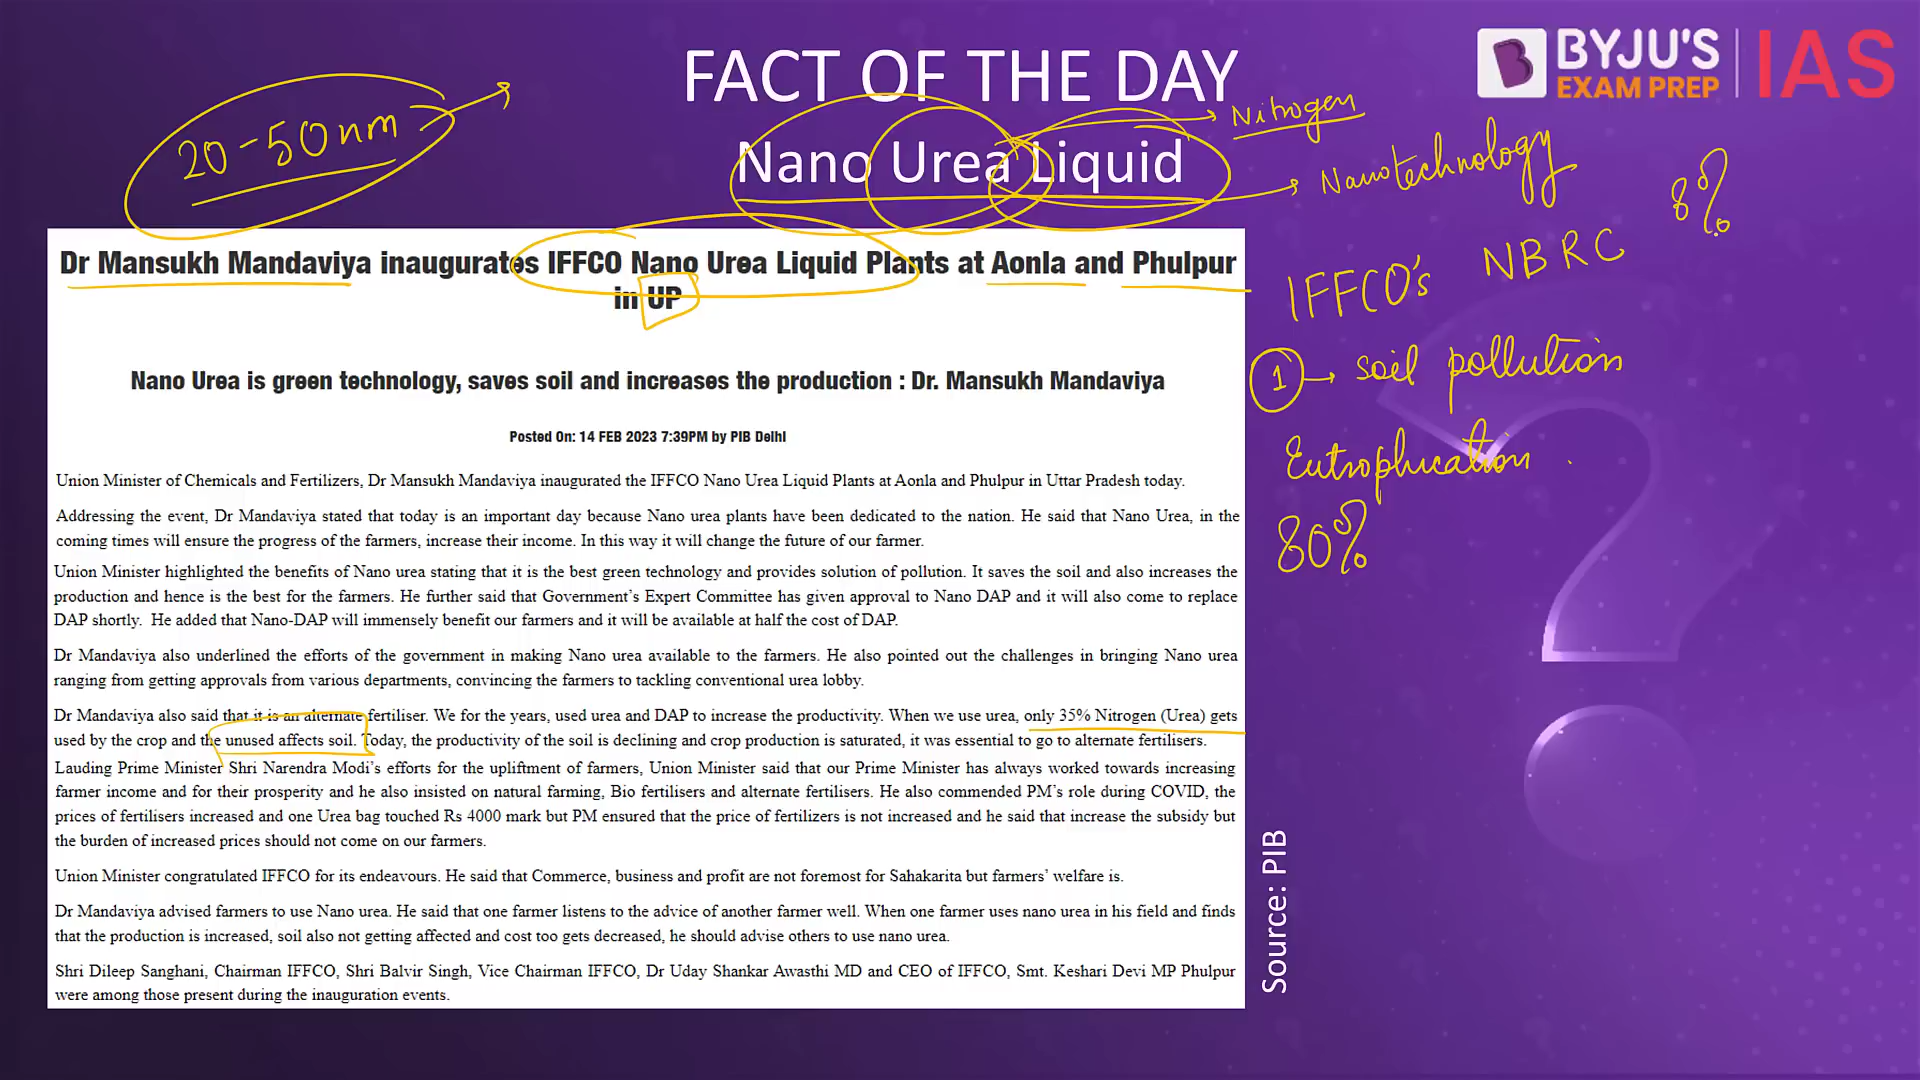 FACT OF THE DAY
Nano Urea Liquid
BYJU'S
EXAM PREP
IAS
20-50nm
Nitrogen
Nanotechnology
8%
IFFCO's NBRC
1 → soil pollution
Eutrophication
80%
Dr Mansukh Mandaviya inaugurates IFFCO Nano Urea Liquid Plants at Aonla and Phulpur
in UP
Nano Urea is green technology, saves soil and increases the production : Dr. Mansukh Mandaviya
Posted On: 14 FEB 2023 7:39PM by PIB Delhi
Union Minister of Chemicals and Fertilizers, Dr Mansukh Mandaviya inaugurated the IFFCO Nano Urea Liquid Plants at Aonla and Phulpur in Uttar Pradesh today.
Addressing the event, Dr Mandaviya stated that today is an important day because Nano urea plants have been dedicated to the nation. He said that Nano Urea, in the
coming times will ensure the progress of the farmers, increase their income. In this way it will change the future of our farmer.
Union Minister highlighted the benefits of Nano urea stating that it is the best green technology and provides solution of pollution. It saves the soil and also increases the
production and hence is the best for the farmers. He further said that Government's Expert Committee has given approval to Nano DAP and it will also come to replace
DAP shortly. He added that Nano-DAP will immensely benefit our farmers and it will be available at half the cost of DAP.
Dr Mandaviya also underlined the efforts of the government in making Nano urea available to the farmers. He also pointed out the challenges in bringing Nano urea
ranging from getting approvals from various departments, convincing the farmers to tackling conventional urea lobby.
Dr Mandaviya also said that it is an alternate fertiliser. We for the years, used urea and DAP to increase the productivity. When we use urea, only 35% Nitrogen (Urea) gets
used by the crop and the unused affects soil. Today, the productivity of the soil is declining and crop production is saturated, it was essential to go to alternate fertilisers.
Lauding Prime Minister Shri Narendra Modi's efforts for the upliftment of farmers, Union Minister said that our Prime Minister has always worked towards increasing
farmer income and for their prosperity and he also insisted on natural farming, Bio fertilisers and alternate fertilisers. He also commended PM's role during COVID, the
prices of fertilisers increased and one Urea bag touched Rs 4000 mark but PM ensured that the price of fertilizers is not increased and he said that increase the subsidy but
the burden of increased prices should not come on our farmers.
Union Minister congratulated IFFCO for its endeavours. He said that Commerce, business and profit are not foremost for Sahakarita but farmers' welfare is.
Dr Mandaviya advised farmers to use Nano urea. He said that one farmer listens to the advice of another farmer well. When one farmer uses nano urea in his field and finds
that the production is increased, soil also not getting affected and cost too gets decreased, he should advise others to use nano urea.
Shri Dileep Sanghani, Chairman IFFCO, Shri Balvir Singh, Vice Chairman IFFCO, Dr Uday Shankar Awasthi MD and CEO of IFFCO, Smt. Keshari Devi MP Phulpur
were among those present during the inauguration events.
Source: PIB